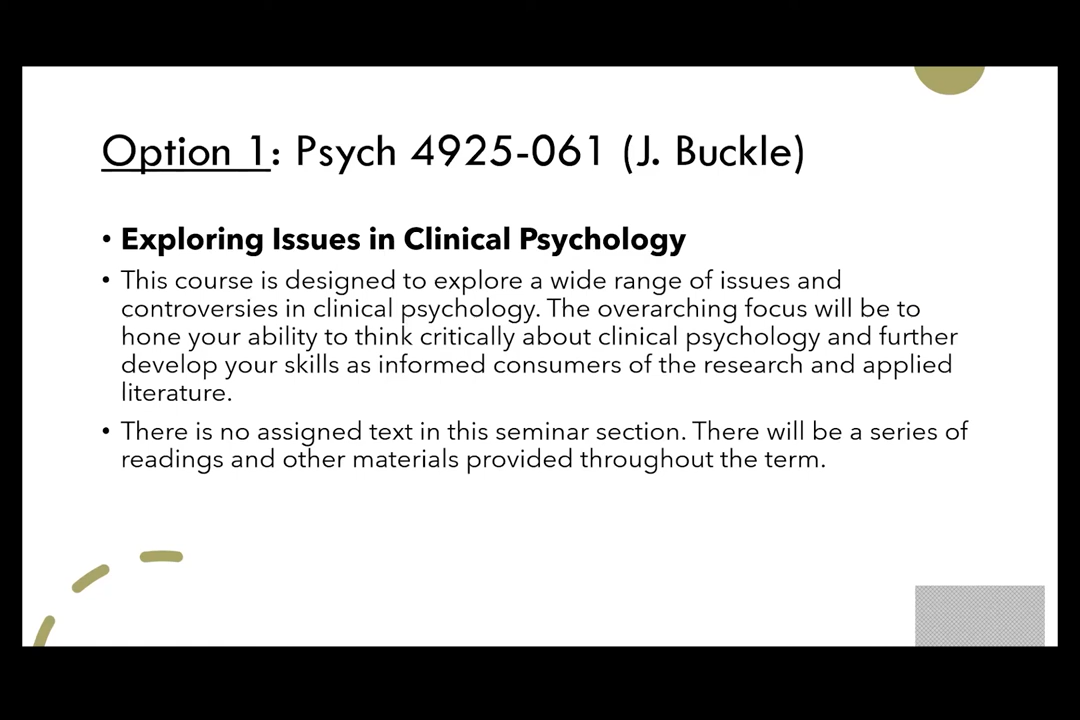 Option 1: Psych 4925-061 (J. Buckle)
• Exploring Issues in Clinical Psychology
• This course is designed to explore a wide range of issues and
controversies in clinical psychology. The overarching focus will be to
hone your ability to think critically about clinical psychology and further
develop your skills as informed consumers of the research and applied
literature.
• There is no assigned text in this seminar section. There will be a series of
readings and other materials provided throughout the term.